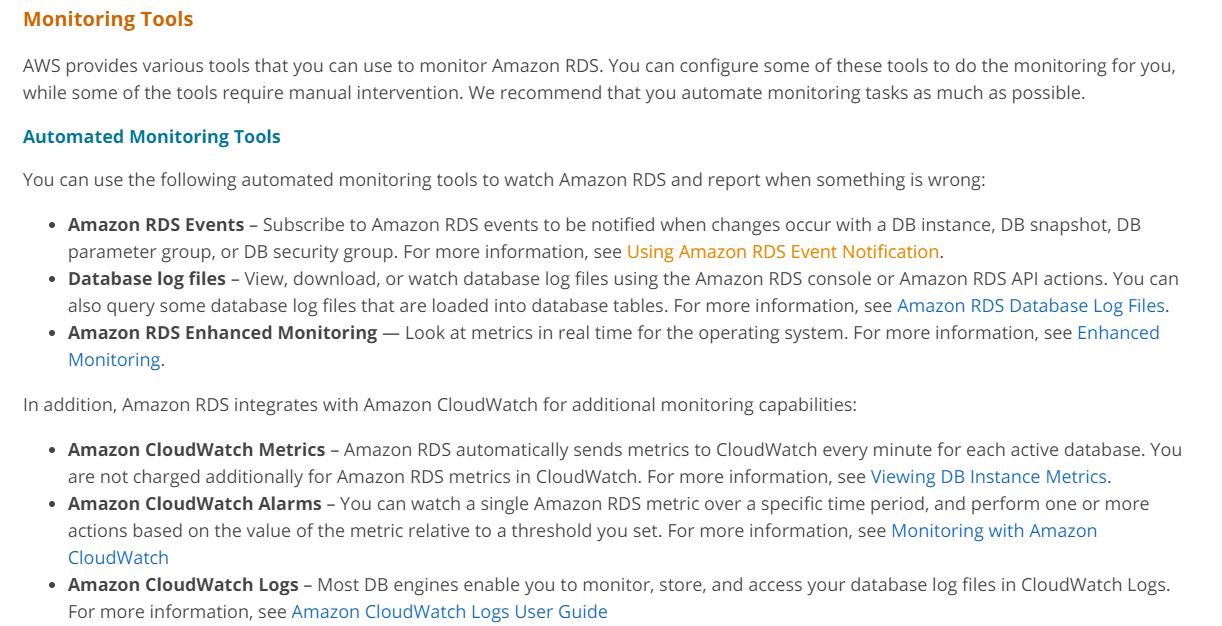 Monitoring Tools
AWS provides various tools that you can use to monitor Amazon RDS. You can configure some of these tools to do the monitoring for you,
while some of the tools require manual intervention. We recommend that you automate monitoring tasks as much as possible.
Automated Monitoring Tools
You can use the following automated monitoring tools to watch Amazon RDS and report when something is wrong:
• Amazon RDS Events – Subscribe to Amazon RDS events to be notified when changes occur with a DB instance, DB snapshot, DB
parameter group, or DB security group. For more information, see Using Amazon RDS Event Notification.
• Database log files – View, download, or watch database log files using the Amazon RDS console or Amazon RDS API actions. You can
also query some database log files that are loaded into database tables. For more information, see Amazon RDS Database Log Files.
• Amazon RDS Enhanced Monitoring — Look at metrics in real time for the operating system. For more information, see Enhanced
Monitoring.
In addition, Amazon RDS integrates with Amazon CloudWatch for additional monitoring capabilities:
• Amazon CloudWatch Metrics – Amazon RDS automatically sends metrics to CloudWatch every minute for each active database. You
are not charged additionally for Amazon RDS metrics in CloudWatch. For more information, see Viewing DB Instance Metrics.
• Amazon CloudWatch Alarms – You can watch a single Amazon RDS metric over a specific time period, and perform one or more
actions based on the value of the metric relative to a threshold you set. For more information, see Monitoring with Amazon
CloudWatch
• Amazon CloudWatch Logs – Most DB engines enable you to monitor, store, and access your database log files in CloudWatch Logs.
For more information, see Amazon CloudWatch Logs User Guide